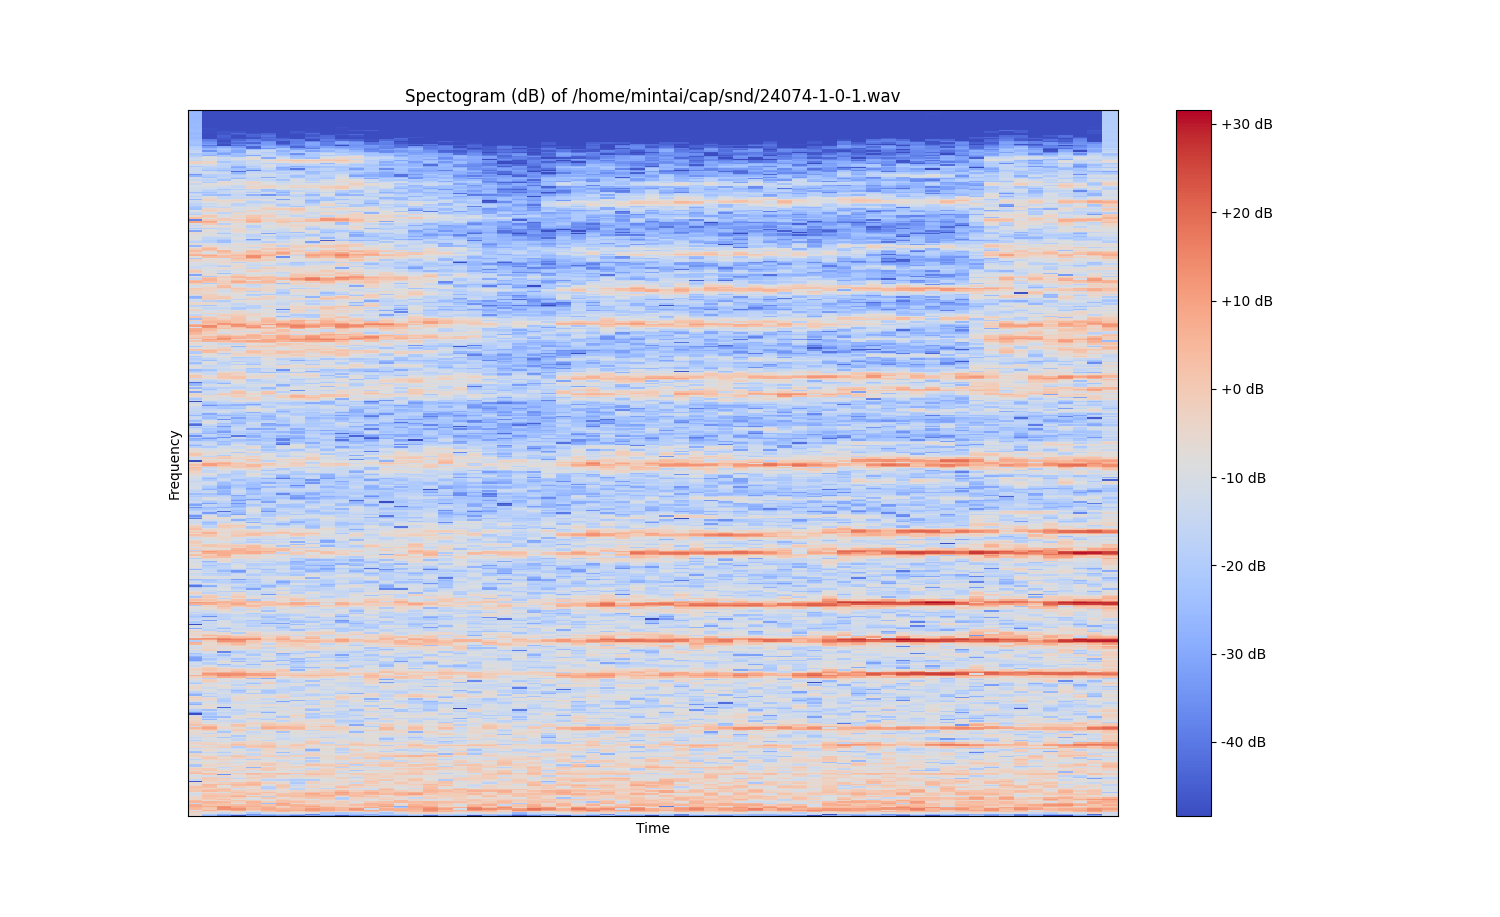 Spectogram (dB) of /home/mintai/cap/snd/24074-1-0-1.wav
Frequency
Time
+30 dB
+20 dB
+10 dB
+0 dB
-10 dB
-20 dB
-30 dB
-40 dB